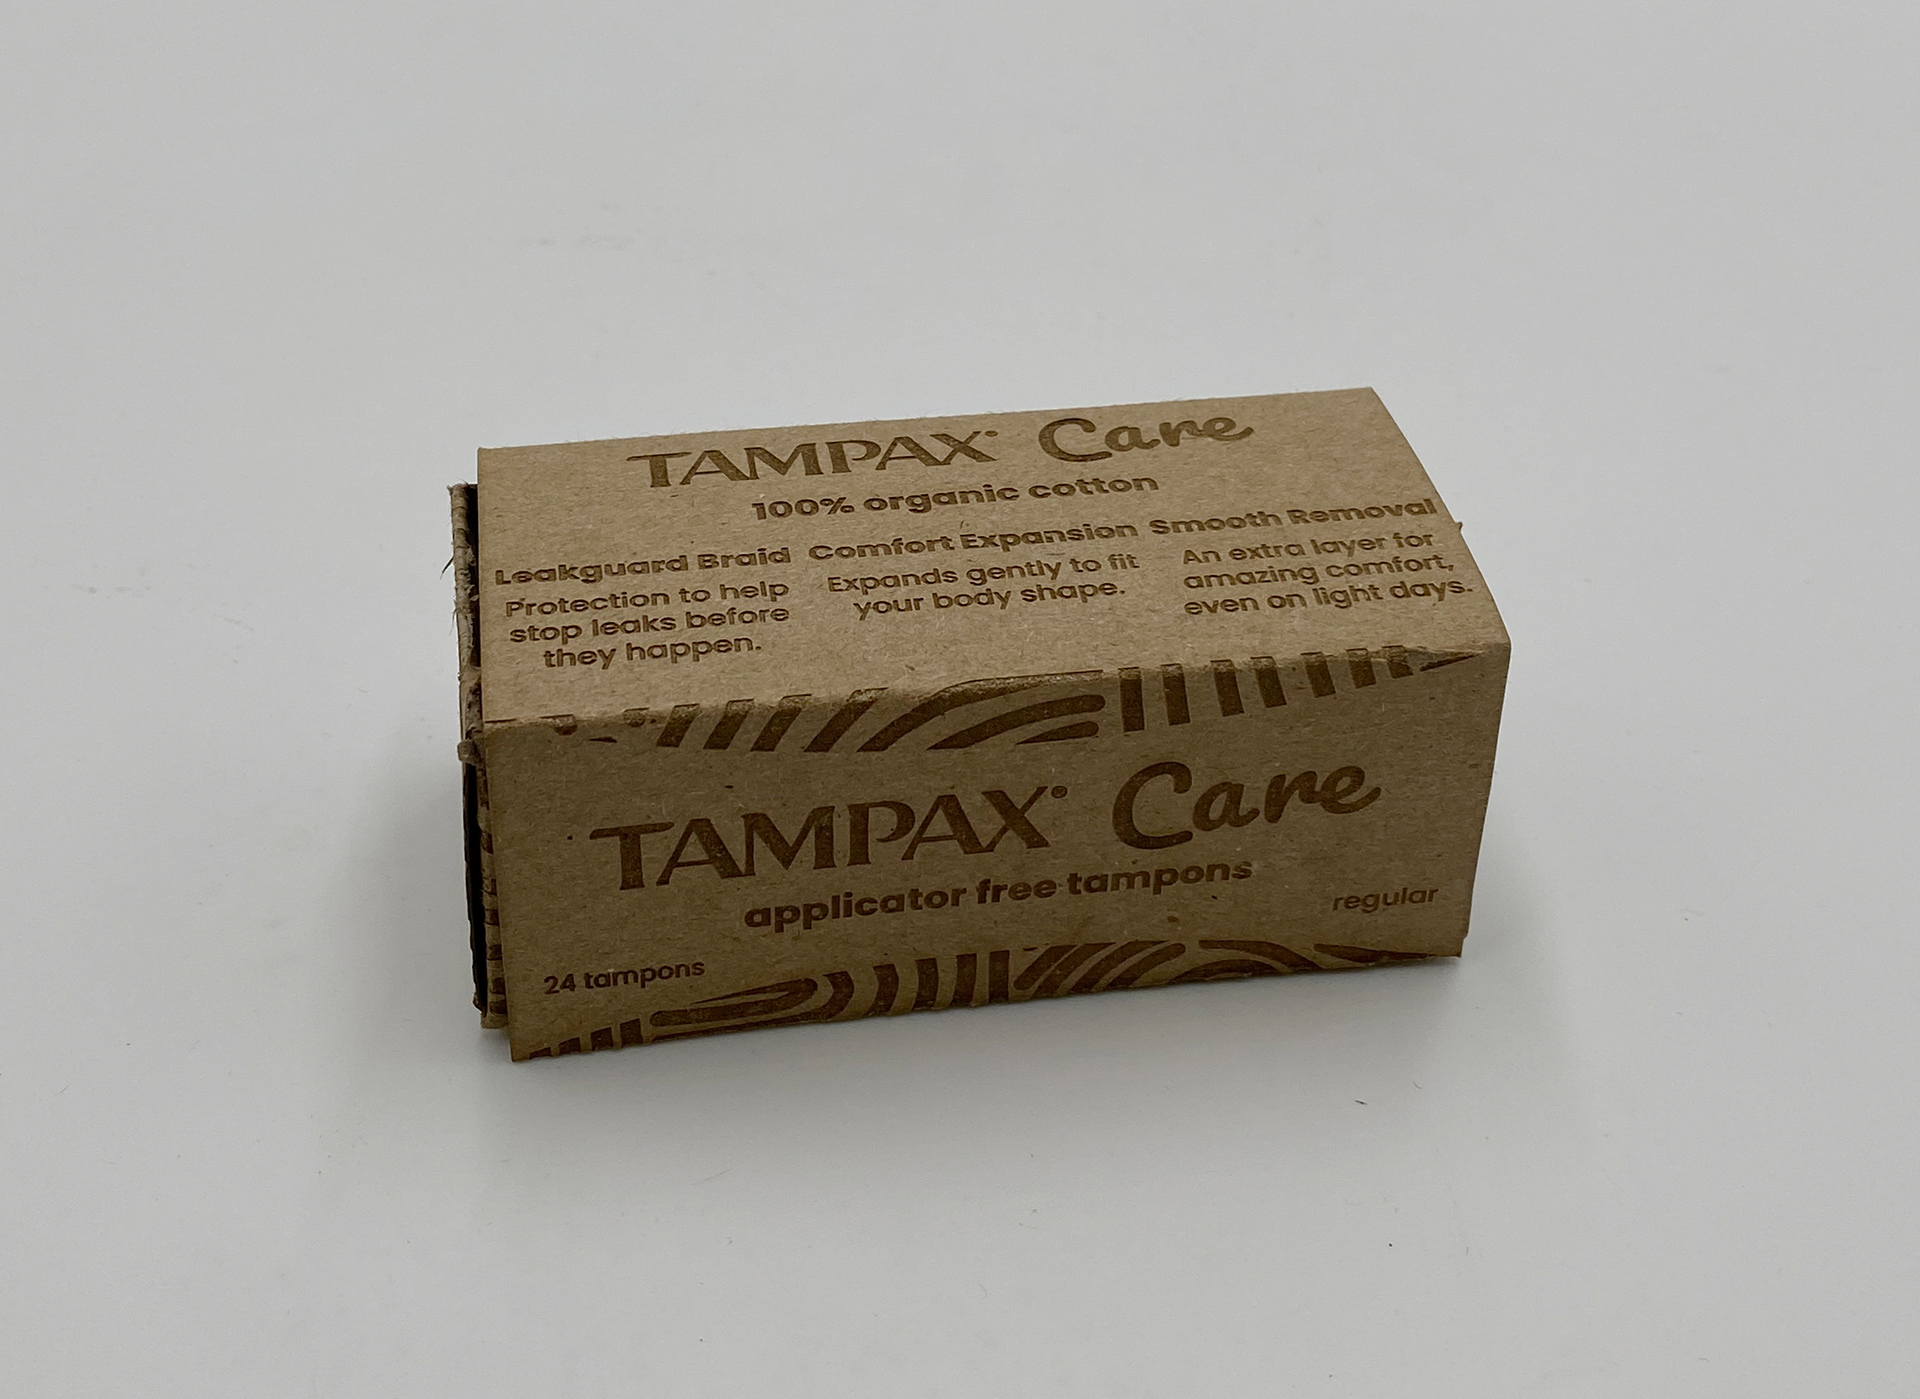 TAMPAX® Care
100% organic cotton
Leakguard Braid
Protection to help
stop leaks before
they happen.
Comfort Expansion
Expands gently to fit
your body shape.
Smooth Removal
An extra layer for
amazing comfort,
even on light days.
TAMPAX® Care
applicator free tampons
regular
24 tampons